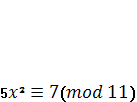 5x² ≡ 7(mod 11)